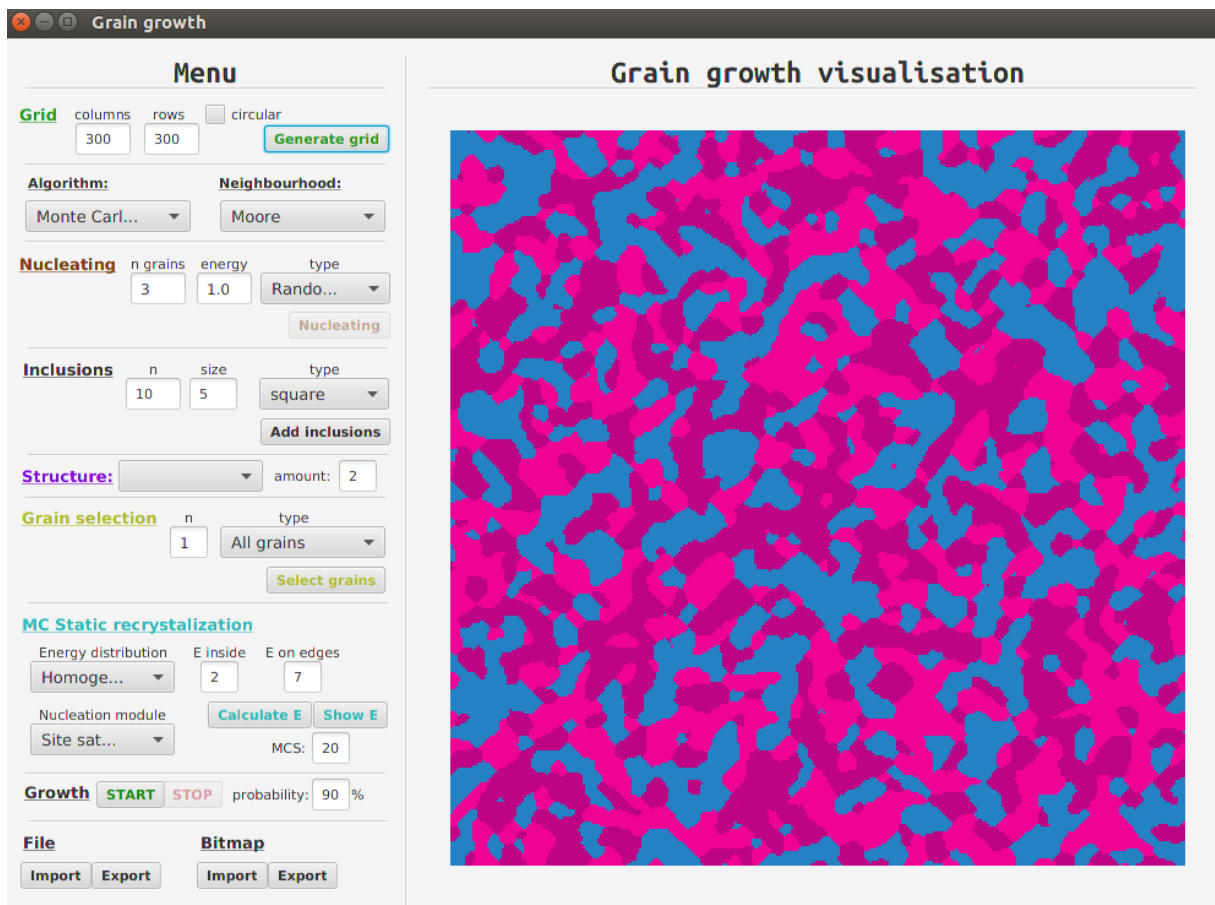 Grain growth
Menu
Grid columns rows circular
300 300 Generate grid
Algorithm: Neighbourhood:
Monte Carl... Moore
Nucleating n grains energy type
3 1.0 Rando...
Nucleating
Inclusions n size type
10 5 square
Add inclusions
Structure: amount: 2
Grain selection n type
1 All grains
Select grains
MC Static recrystalization
Energy distribution E inside E on edges
Homoge... 2 7
Nucleation module Calculate E Show E
Site sat... MCS: 20
Growth START STOP probability: 90 %
File Bitmap
Import Export Import Export
Grain growth visualisation